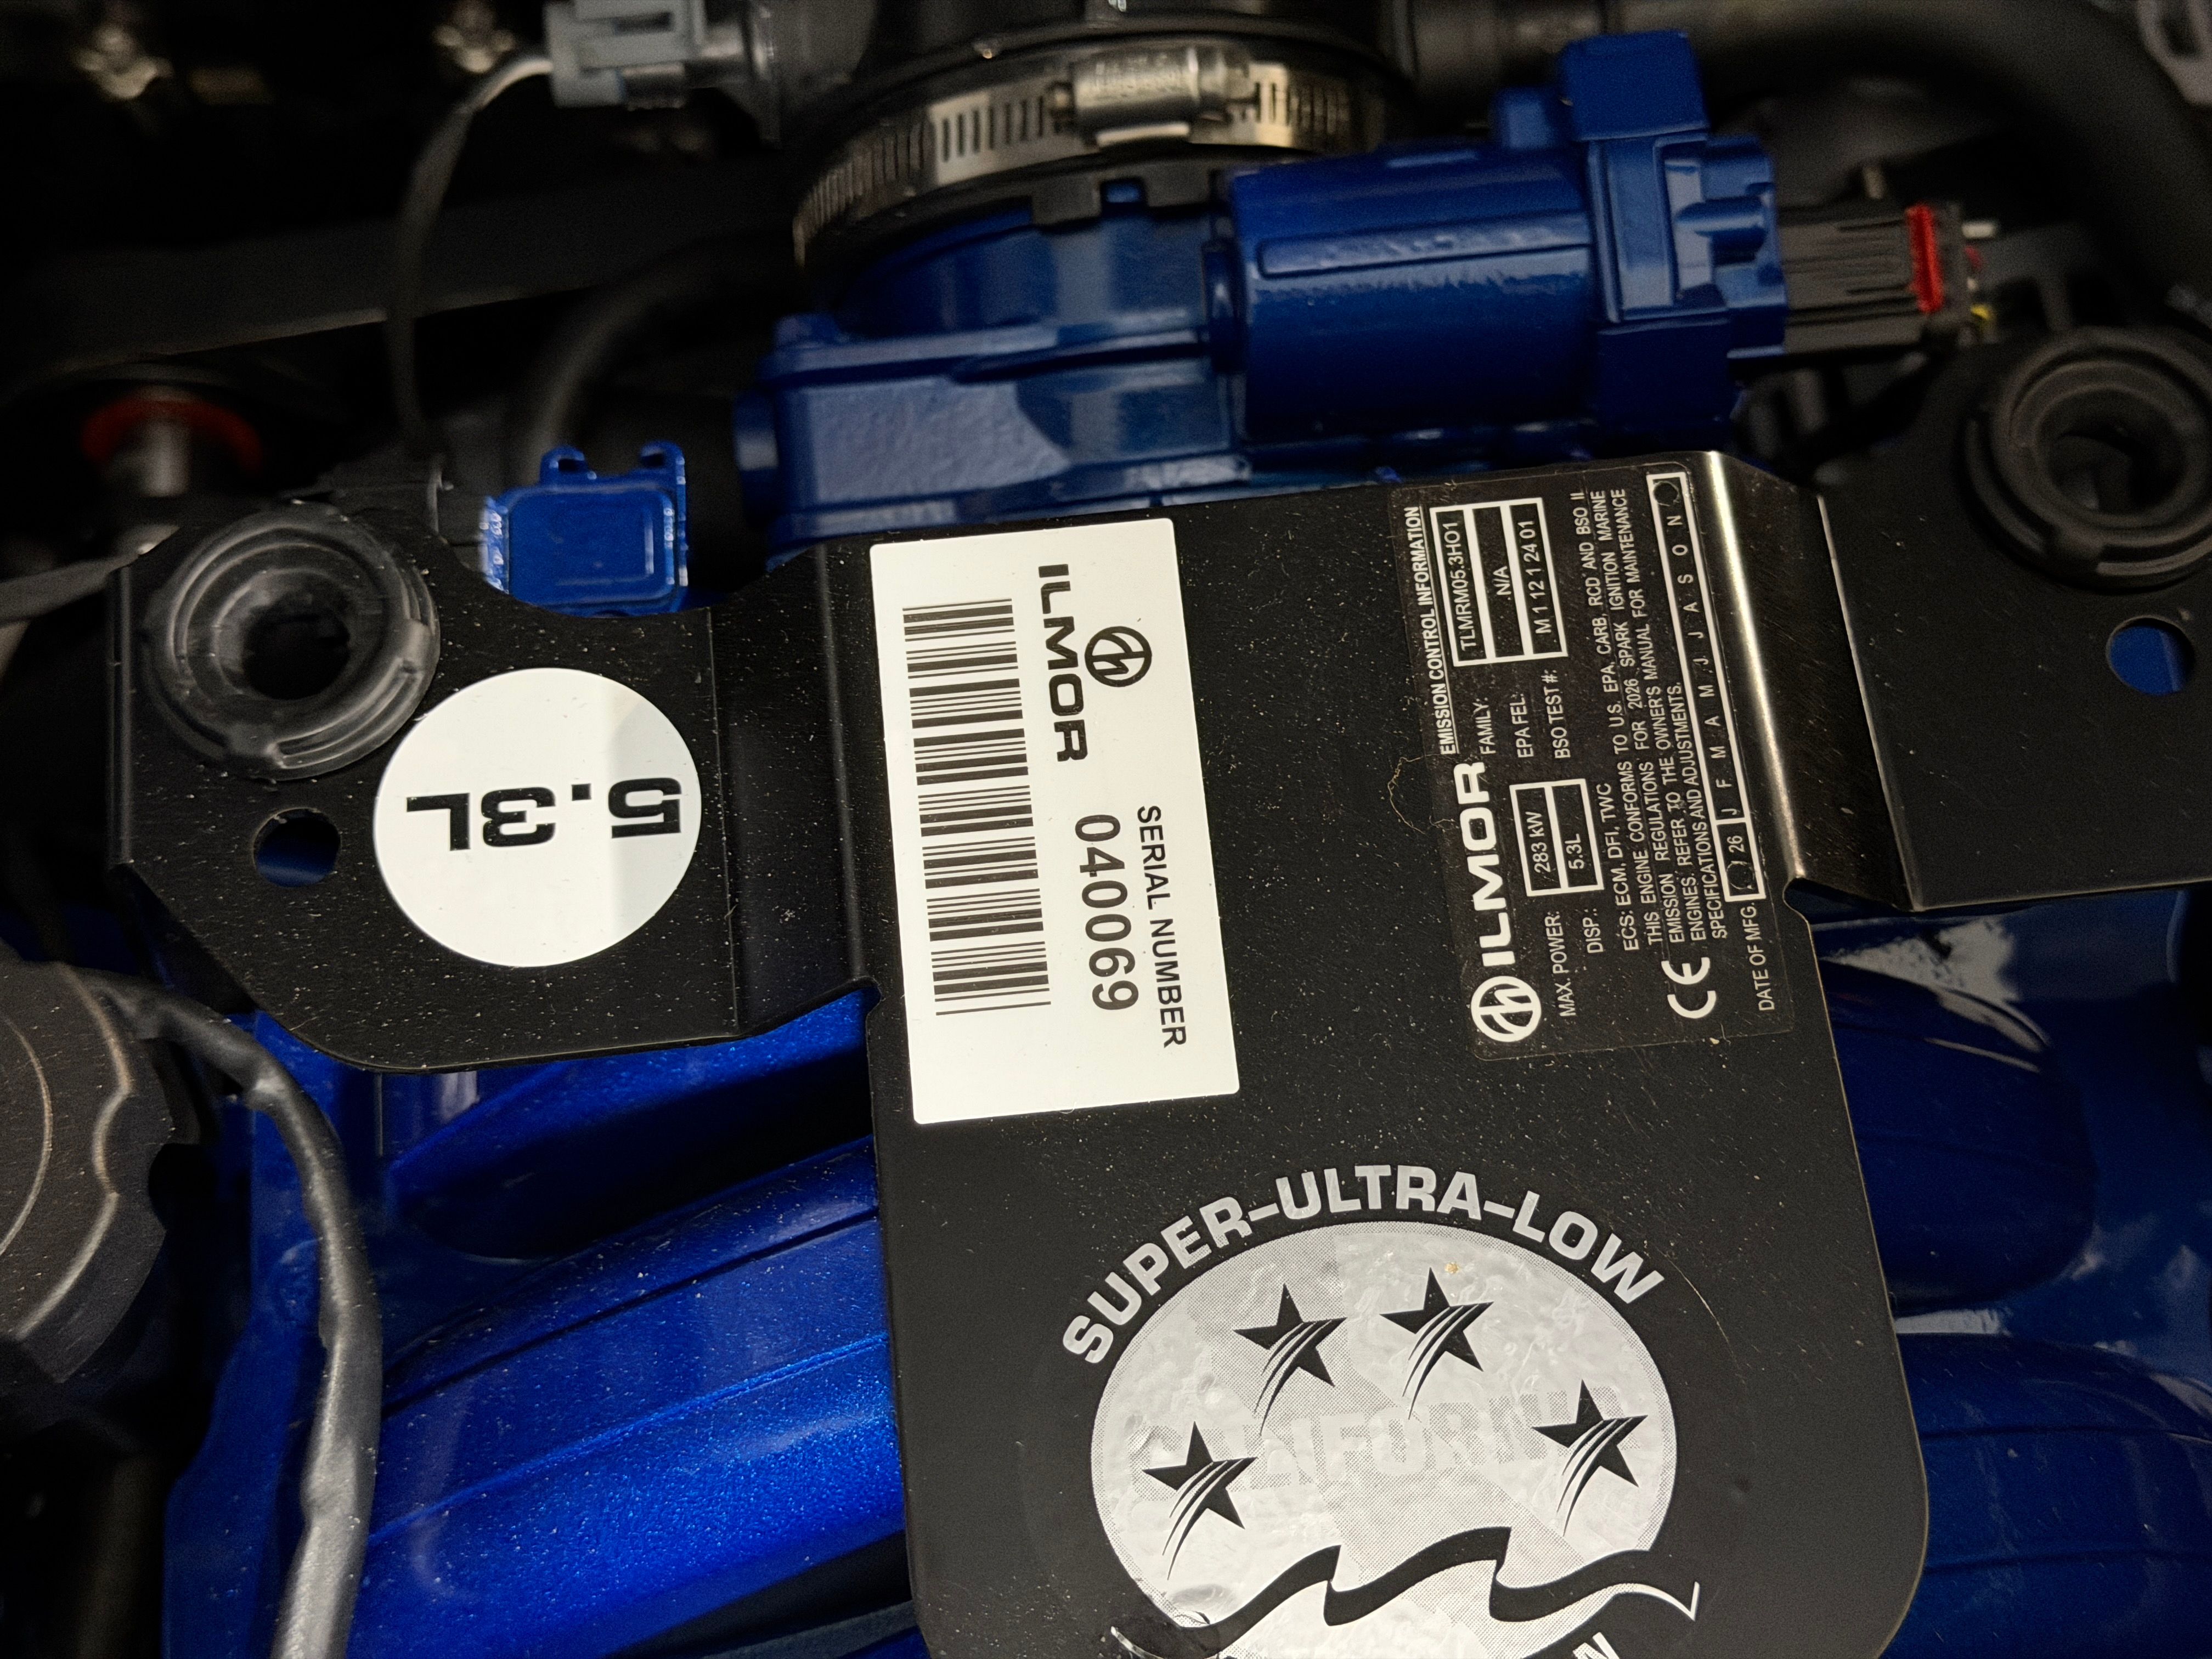 5.3L
ILMOR
040069
SERIAL NUMBER
EMISSION CONTROL INFORMATION
ILMOR
FAMILY: TLMRM05.3HO1
MAX. POWER: 283 kW EPA FEL: N/A
DISP.: 5.3L BSO TEST #: M 1 12 1 24 01
ECS: ECM, DFI, TWC
THIS ENGINE CONFORMS TO U.S. EPA, CARB, RCD AND BSO II
EMISSION REGULATIONS FOR 2026 SPARK IGNITION MARINE
ENGINES. REFER TO THE OWNER'S MANUAL FOR MAINTENANCE
SPECIFICATIONS AND ADJUSTMENTS.
CE
DATE OF MFG. 26 J F M A M J J A S O N
SUPER-ULTRA-LOW
CALIFORNIA